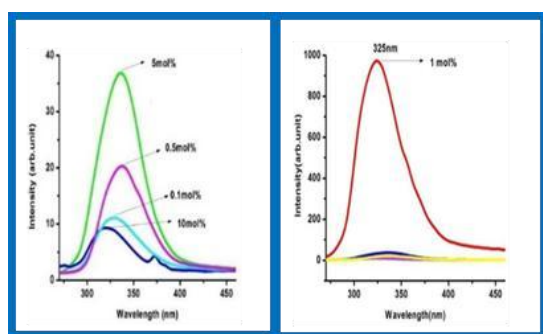 40
30
20
10
0
Intensity (arb.unit)
5mol%
0.5mol%
0.1mol%
10mol%
300
350
400
450
Wavelength (nm)
1000
800
600
400
200
0
Intensity(arb.unit)
325nm
1 mol%
300
350
400
450
Wavelength(nm)